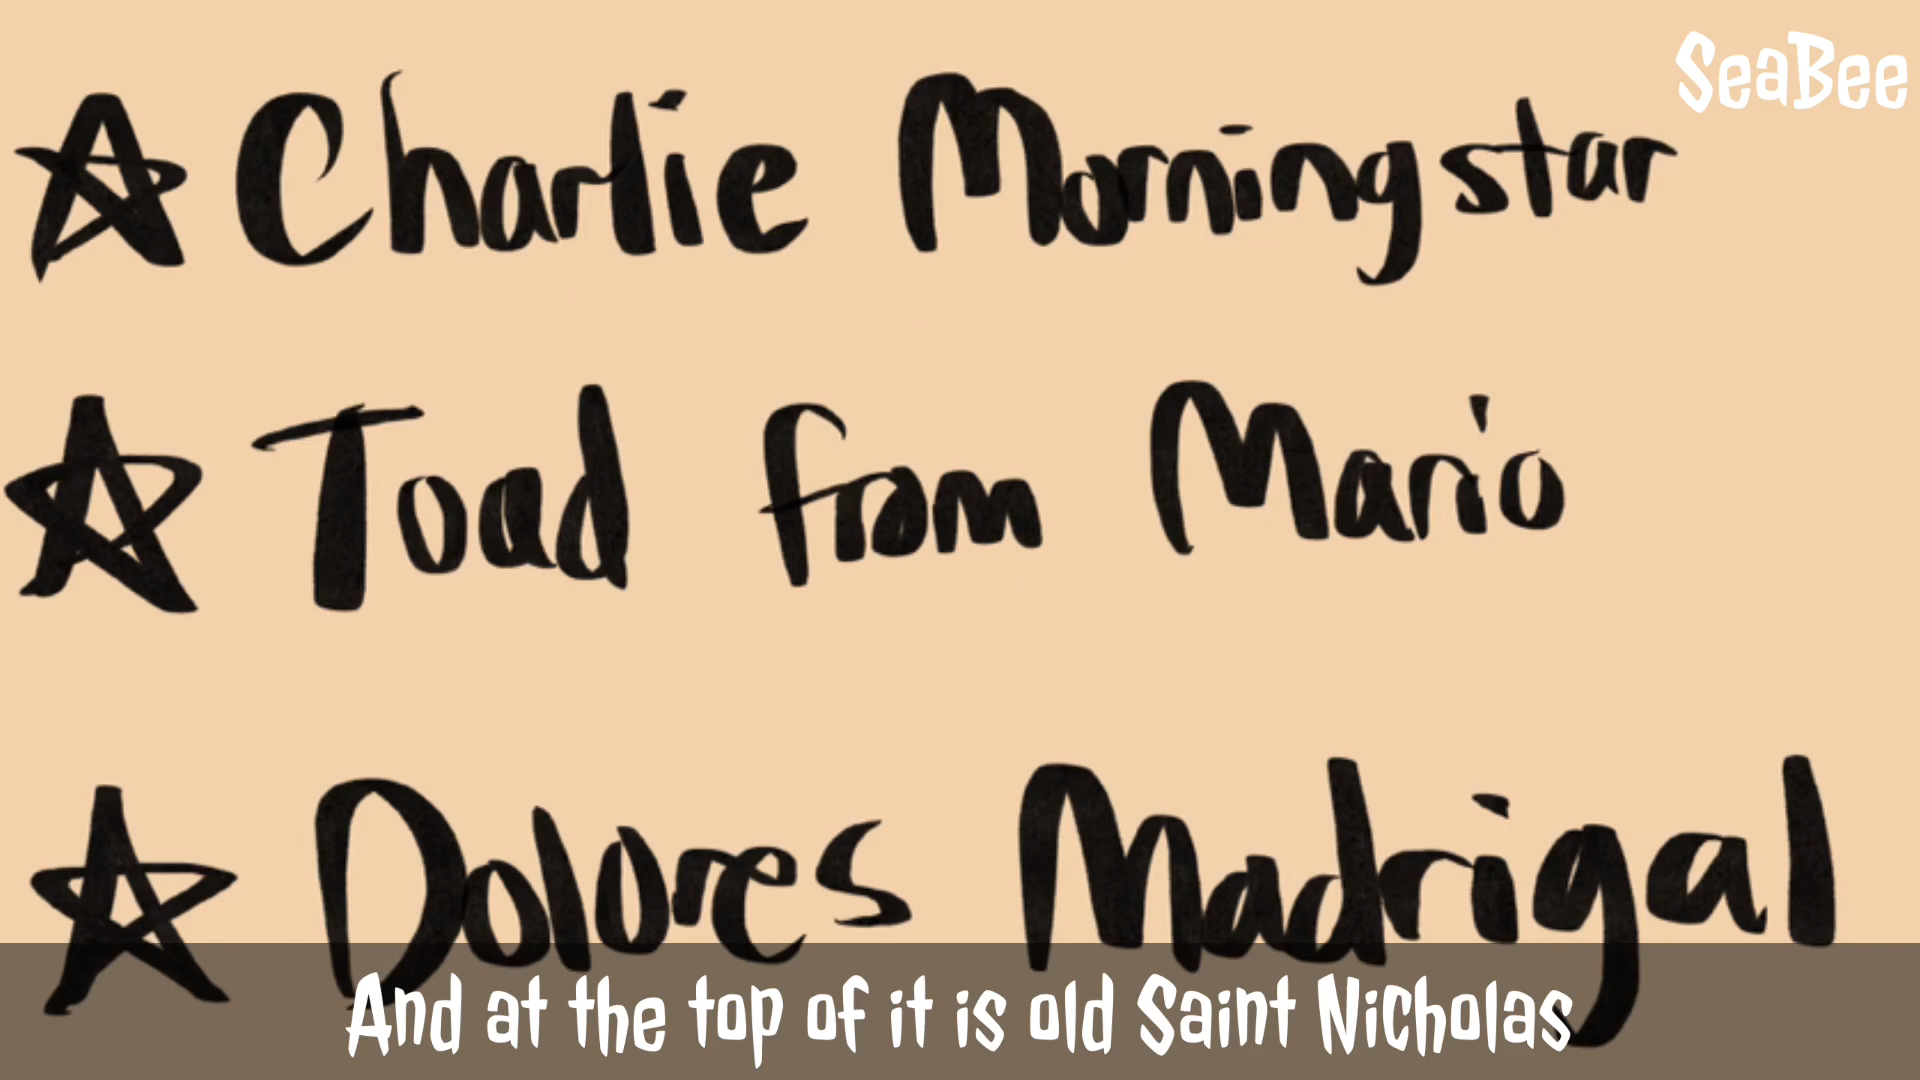 SeaBee
Charlie Morningstar
Toad from Mario
Dolores Madrigal
And at the top of it is old Saint Nicholas